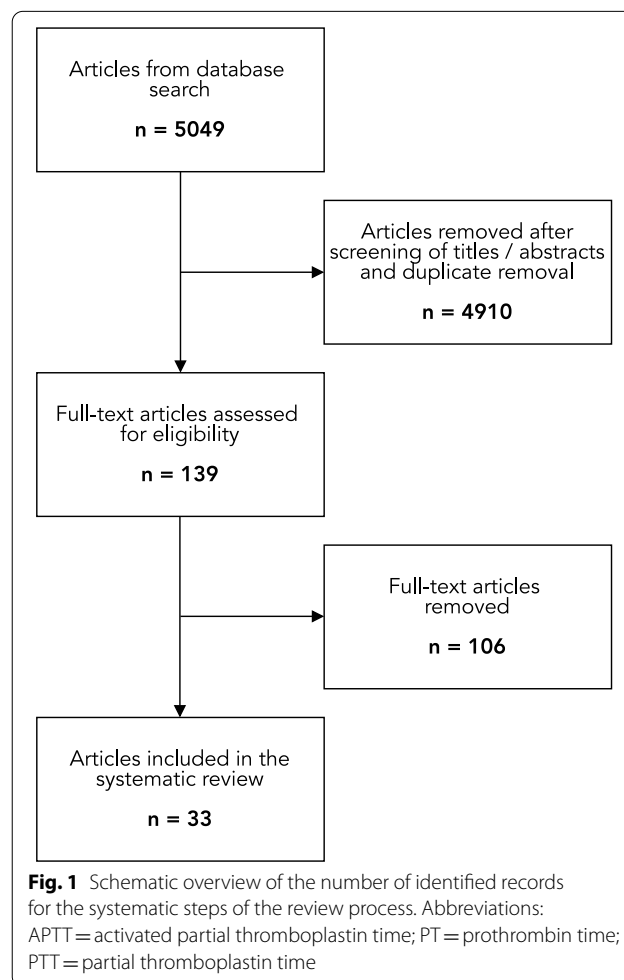 Articles from database
search
n = 5049
Articles removed after
screening of titles / abstracts
and duplicate removal
n = 4910
Full-text articles assessed
for eligibility
n = 139
Full-text articles
removed
n = 106
Articles included in the
systematic review
n = 33
Fig. 1 Schematic overview of the number of identified records
for the systematic steps of the review process. Abbreviations:
APTT = activated partial thromboplastin time; PT = prothrombin time;
PTT = partial thromboplastin time